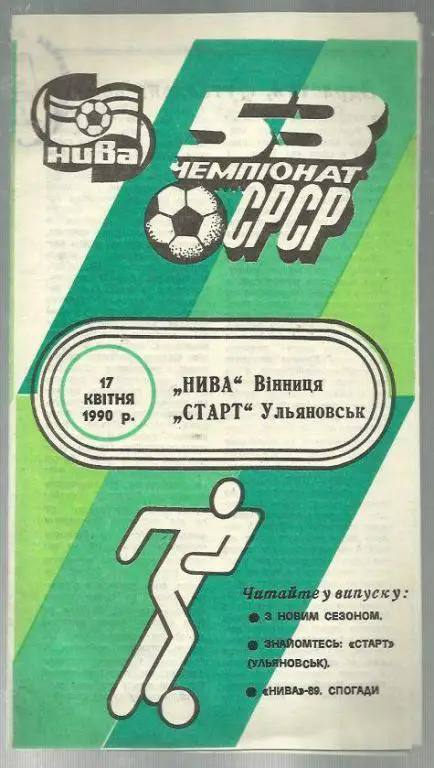 нива
53
ЧЕМПІОНАТ
СРСР
17
КВІТНЯ
1990 р.
„НИВА“ Вінниця
„СТАРТ“ Ульяновськ
Читайте у випуску:
● З НОВИМ СЕЗОНОМ.
● ЗНАЙОМТЕСЬ: «СТАРТ»
(УЛЬЯНОВСЬК).
● «НИВА»-89. СПОГАДИ